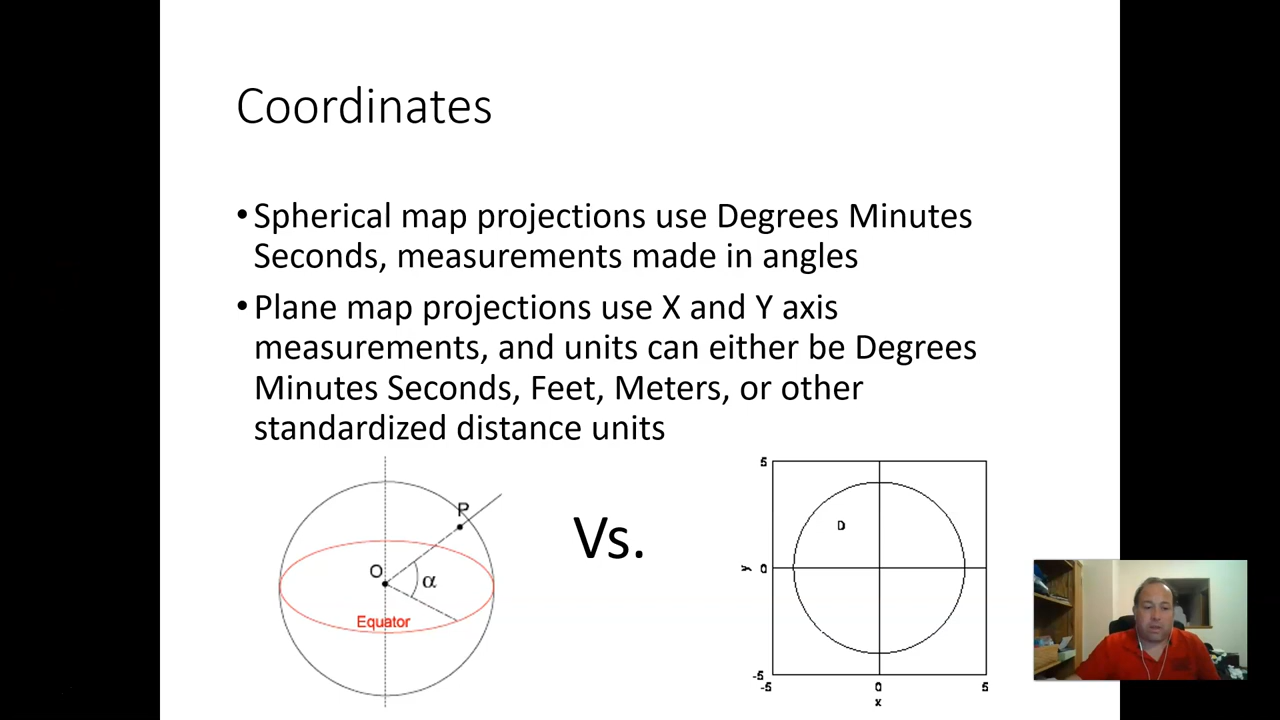 Coordinates
• Spherical map projections use Degrees Minutes
Seconds, measurements made in angles
• Plane map projections use X and Y axis
measurements, and units can either be Degrees
Minutes Seconds, Feet, Meters, or other
standardized distance units
P
O
α
Equator
Vs.
5
D
y 0
-5
-5 0 5
x